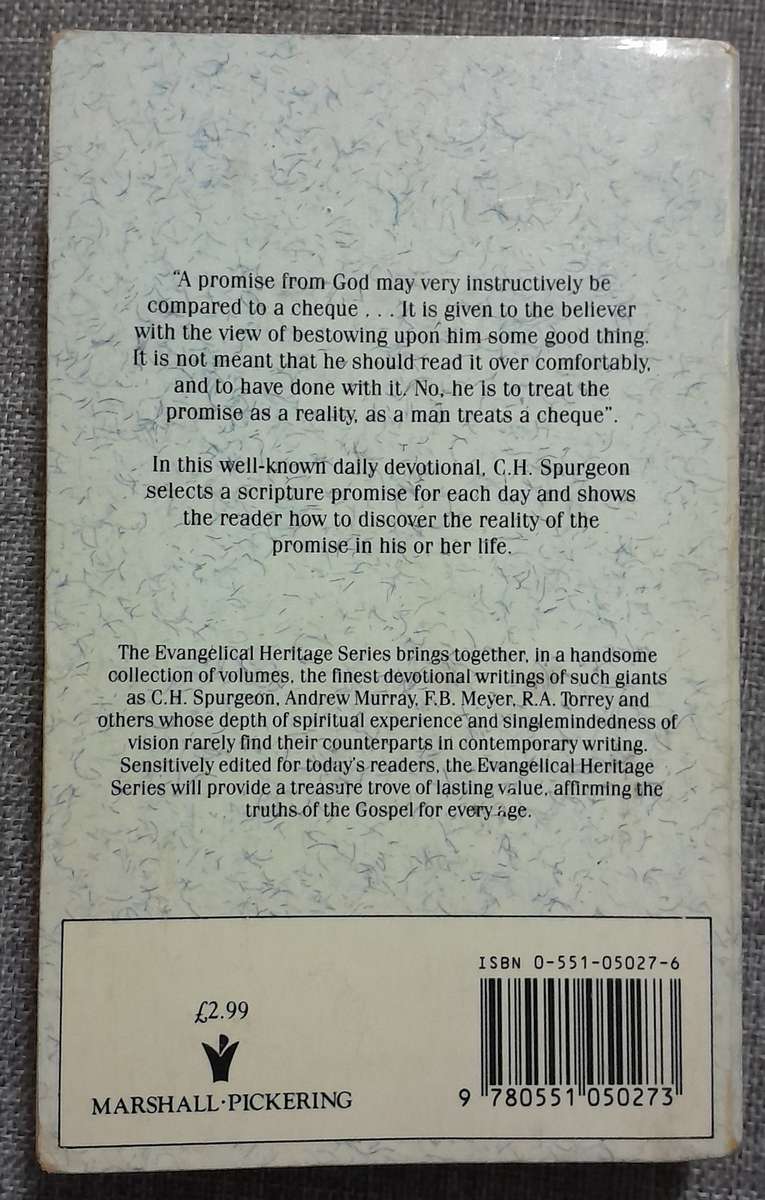 “A promise from God may very instructively be
compared to a cheque . . . It is given to the believer
with the view of bestowing upon him some good thing.
It is not meant that he should read it over comfortably,
and to have done with it. No, he is to treat the
promise as a reality, as a man treats a cheque”.
In this well-known daily devotional, C.H. Spurgeon
selects a scripture promise for each day and shows
the reader how to discover the reality of the
promise in his or her life.
The Evangelical Heritage Series brings together, in a handsome
collection of volumes, the finest devotional writings of such giants
as C.H. Spurgeon, Andrew Murray, F.B. Meyer, R.A. Torrey and
others whose depth of spiritual experience and singlemindedness of
vision rarely find their counterparts in contemporary writing.
Sensitively edited for today's readers, the Evangelical Heritage
Series will provide a treasure trove of lasting value, affirming the
truths of the Gospel for every age.
ISBN 0-551-05027-6
£2.99
MARSHALL·PICKERING
9 780551 050273